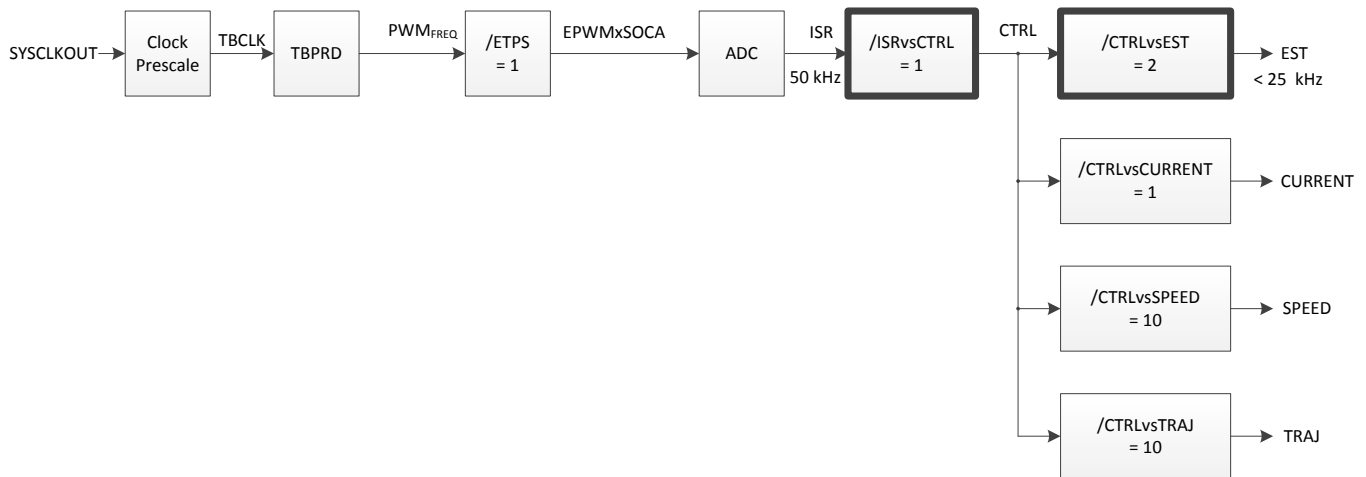 SYSCLKOUT
Clock
Prescale
TBCLK
TBPRD
PWMFREQ
/ETPS
= 1
EPWMxSOCA
ADC
ISR
50 kHz
/ISRvsCTRL
= 1
CTRL
/CTRLvsEST
= 2
EST
< 25 kHz
/CTRLvsCURRENT
= 1
CURRENT
/CTRLvsSPEED
= 10
SPEED
/CTRLvsTRAJ
= 10
TRAJ